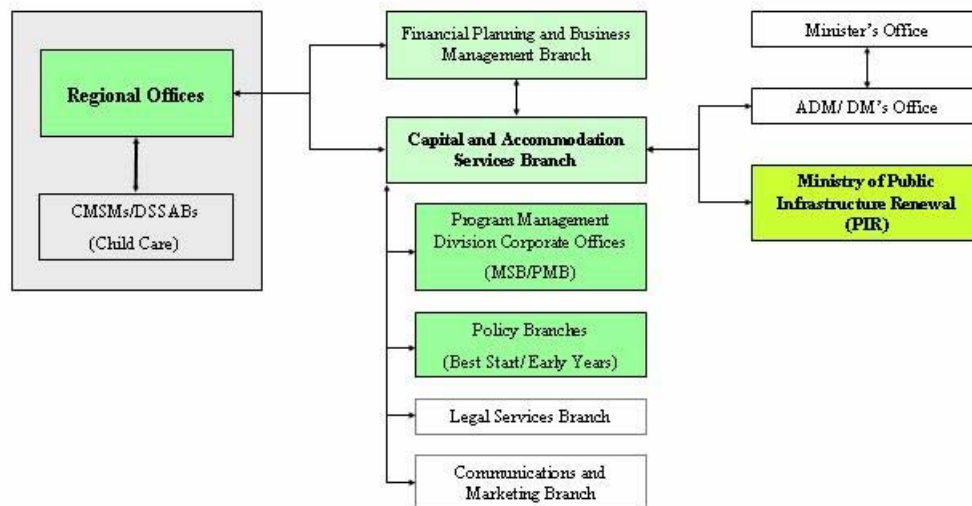 Financial Planning and Business
Management Branch
Minister's Office
Regional Offices
ADM/ DM's Office
Capital and Accommodation
Services Branch
Ministry of Public
Infrastructure Renewal
(PIR)
CMSMs/DSSABs
(Child Care)
Program Management
Division Corporate Offices
(MSB/PMB)
Policy Branches
(Best Start/ Early Years)
Legal Services Branch
Communications and
Marketing Branch